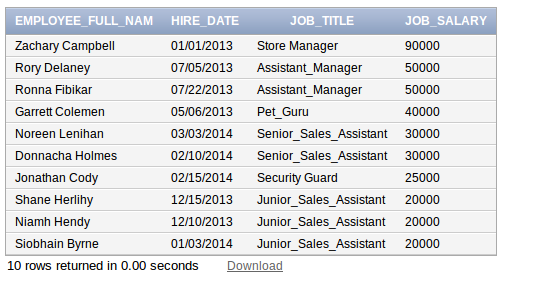 EMPLOYEE_FULL_NAM HIRE_DATE JOB_TITLE JOB_SALARY
Zachary Campbell 01/01/2013 Store Manager 90000
Rory Delaney 07/05/2013 Assistant_Manager 50000
Ronna Fibikar 07/22/2013 Assistant_Manager 50000
Garrett Colemen 05/06/2013 Pet_Guru 40000
Noreen Lenihan 03/03/2014 Senior_Sales_Assistant 30000
Donnacha Holmes 02/10/2014 Senior_Sales_Assistant 30000
Jonathan Cody 02/15/2014 Security Guard 25000
Shane Herlihy 12/15/2013 Junior_Sales_Assistant 20000
Niamh Hendy 12/10/2013 Junior_Sales_Assistant 20000
Siobhain Byrne 01/03/2014 Junior_Sales_Assistant 20000
10 rows returned in 0.00 seconds Download